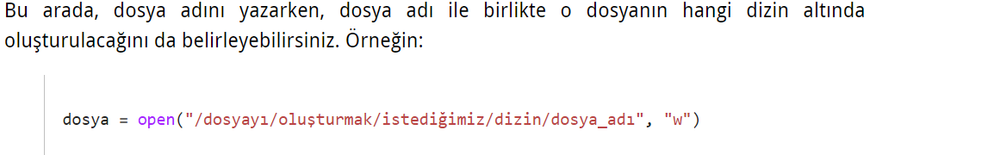 Bu arada, dosya adını yazarken, dosya adı ile birlikte o dosyanın hangi dizin altında
oluşturulacağını da belirleyebilirsiniz. Örneğin:
dosya = open("/dosyayı/oluşturmak/istediğimiz/dizin/dosya_adı", "w")